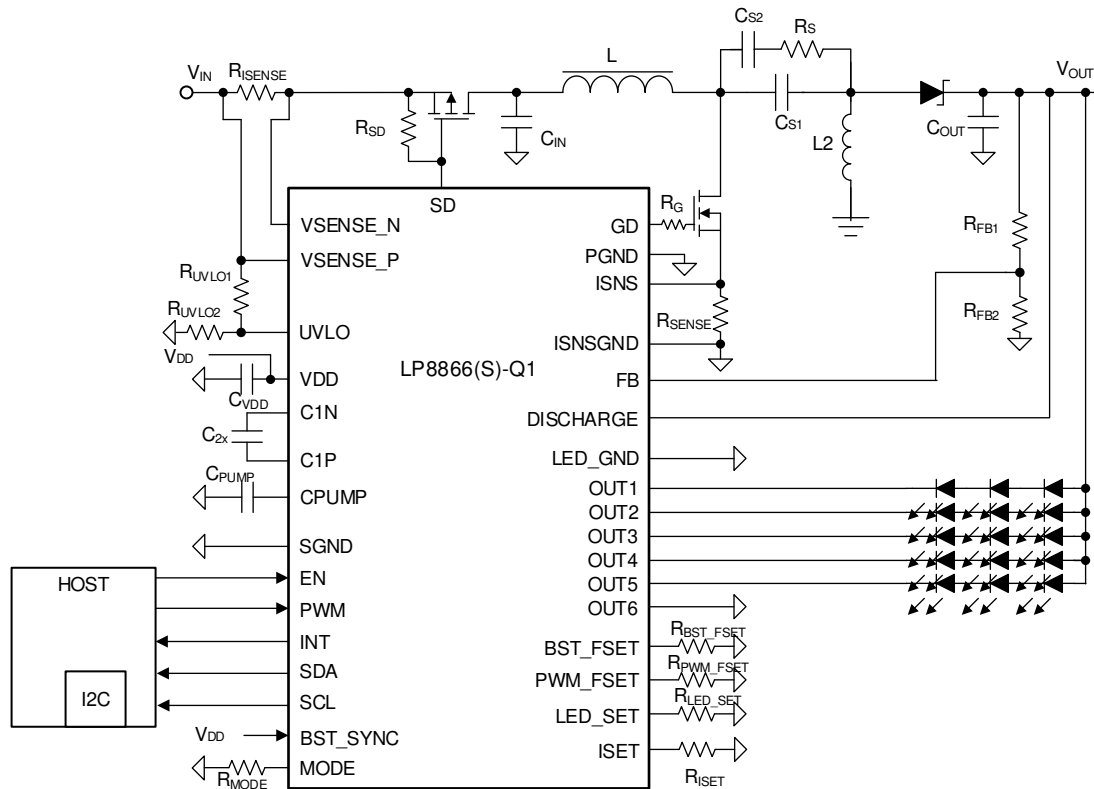 CS2
RS
VIN
RISENSE
L
VOUT
RSD
CIN
CS1
L2
COUT
SD
RG
GD
VSENSE_N
PGND
RFB1
VSENSE_P
ISNS
RUVLO1
RUVLO2
RSENSE
RFB2
UVLO
ISNSGND
VDD
LP8866(S)-Q1
VDD
FB
CVDD
C1N
DISCHARGE
C2x
C1P
LED_GND
CPUMP
CPUMP
OUT1
OUT2
SGND
OUT3
OUT4
HOST
EN
OUT5
PWM
OUT6
RBST_FSET
INT
BST_FSET
RPWM_FSET
SDA
PWM_FSET
I2C
RLED_SET
SCL
LED_SET
VDD
BST_SYNC
ISET
MODE
RMODE
RISET